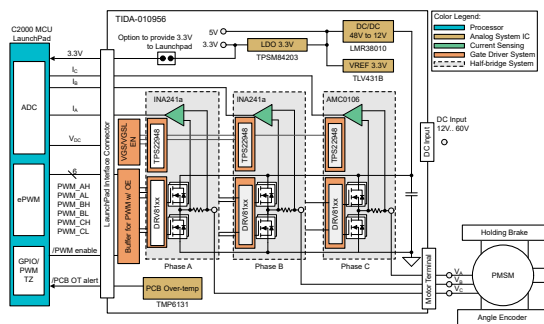 C2000 MCU
LaunchPad
TIDA-010956
Option to provide 3.3V
to Launchpad
5V
3.3V
DC/DC
48V to 12V
LMR38010
LDO 3.3V
TPSM84203
VREF 3.3V
TLV431B
Color Legend:
Processor
Analog System IC
Current Sensing
Gate Driver System
Half-bridge System
3.3V
IC
IB
IA
VDC
ADC
6
PWM_AH
PWM_AL
PWM_BH
PWM_BL
PWM_CH
PWM_CL
ePWM
/PWM enable
GPIO/
PWM
TZ
/PCB OT alert
LaunchPad Interface Connector
VGS/VGSL
EN
Buffer for PWM w/ OE
INA241a
TPS22948
DRV81xx
Phase A
INA241a
TPS22948
DRV81xx
Phase B
AMC0106
TPS22948
DRV81xx
Phase C
PCB Over-temp
TMP6131
DC Input
DC Input
12V.. 60V
Motor Terminal
VA
VB
VC
Holding Brake
PMSM
Angle Encoder